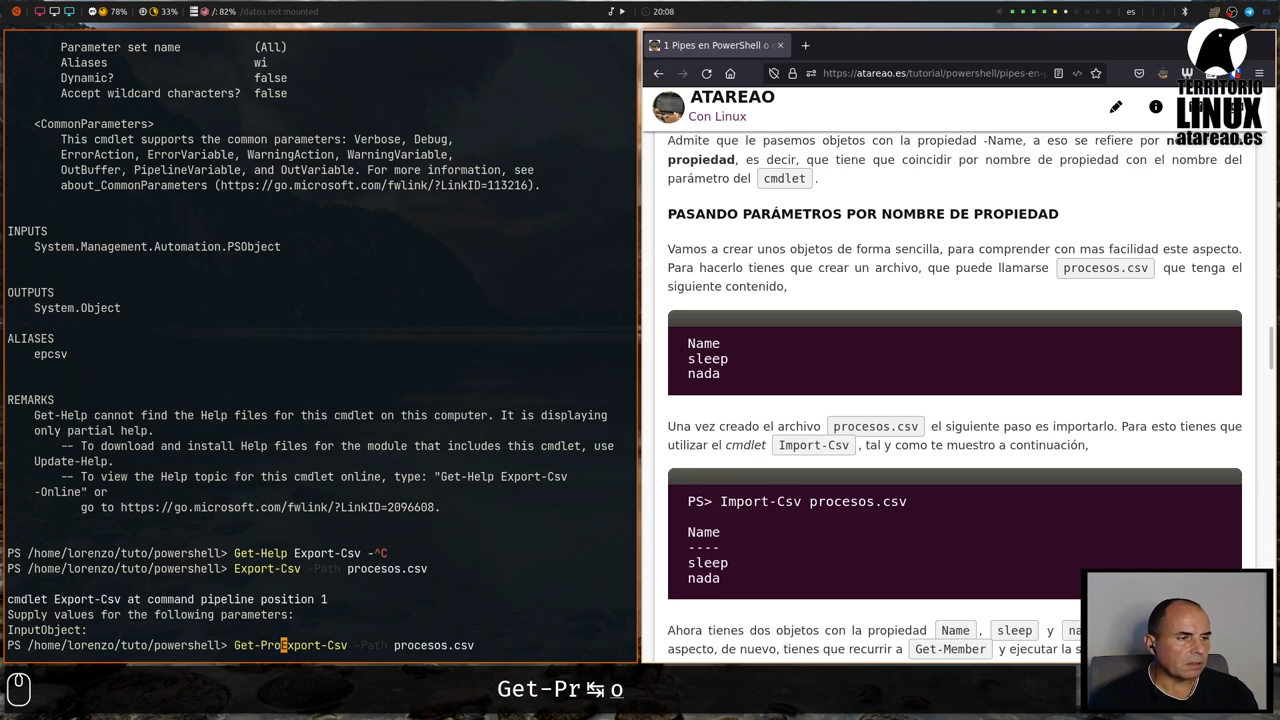 78% 33% /: 82% /datos not mounted 20:08 es ES
Parameter set name (All)
Aliases wi
Dynamic? false
Accept wildcard characters? false
<CommonParameters>
This cmdlet supports the common parameters: Verbose, Debug,
ErrorAction, ErrorVariable, WarningAction, WarningVariable,
OutBuffer, PipelineVariable, and OutVariable. For more information, see
about_CommonParameters (https://go.microsoft.com/fwlink/?LinkID=113216).
INPUTS
System.Management.Automation.PSObject
OUTPUTS
System.Object
ALIASES
epcsv
REMARKS
Get-Help cannot find the Help files for this cmdlet on this computer. It is displaying
only partial help.
-- To download and install Help files for the module that includes this cmdlet, use
Update-Help.
-- To view the Help topic for this cmdlet online, type: "Get-Help Export-Csv
-Online" or
go to https://go.microsoft.com/fwlink/?LinkID=2096608.
PS /home/lorenzo/tuto/powershell> Get-Help Export-Csv -^C
PS /home/lorenzo/tuto/powershell> Export-Csv -Path procesos.csv
cmdlet Export-Csv at command pipeline position 1
Supply values for the following parameters:
InputObject:
PS /home/lorenzo/tuto/powershell> Get-ProExport-Csv -Path procesos.csv
1 Pipes en PowerShell o
https://atareao.es/tutorial/powershell/pipes-en-p
ATAREAO
Con Linux
TERRITORIO
LINUX
atareao.es
Admite que le pasemos objetos con la propiedad -Name, a eso se refiere por
propiedad, es decir, que tiene que coincidir por nombre de propiedad con el nombre del
parámetro del cmdlet .
PASANDO PARÁMETROS POR NOMBRE DE PROPIEDAD
Vamos a crear unos objetos de forma sencilla, para comprender con mas facilidad este aspecto.
Para hacerlo tienes que crear un archivo, que puede llamarse procesos.csv que tenga el
siguiente contenido,
Name
sleep
nada
Una vez creado el archivo procesos.csv el siguiente paso es importarlo. Para esto tienes que
utilizar el cmdlet Import-Csv , tal y como te muestro a continuación,
PS> Import-Csv procesos.csv
Name
----
sleep
nada
Ahora tienes dos objetos con la propiedad Name , sleep y
aspecto, de nuevo, tienes que recurrir a Get-Member y ejecutar la
Get-Pr↹ o